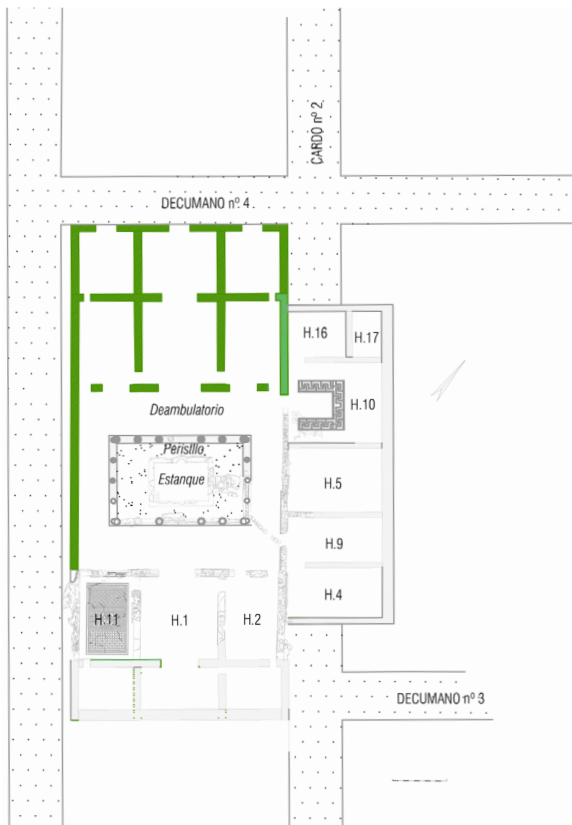 CARDO nº 2
DECUMANO nº 4
H.16
H.17
H.10
Deambulatorio
Peristilo
Estanque
H.5
H.9
H.4
H.11
H.1
H.2
DECUMANO nº 3